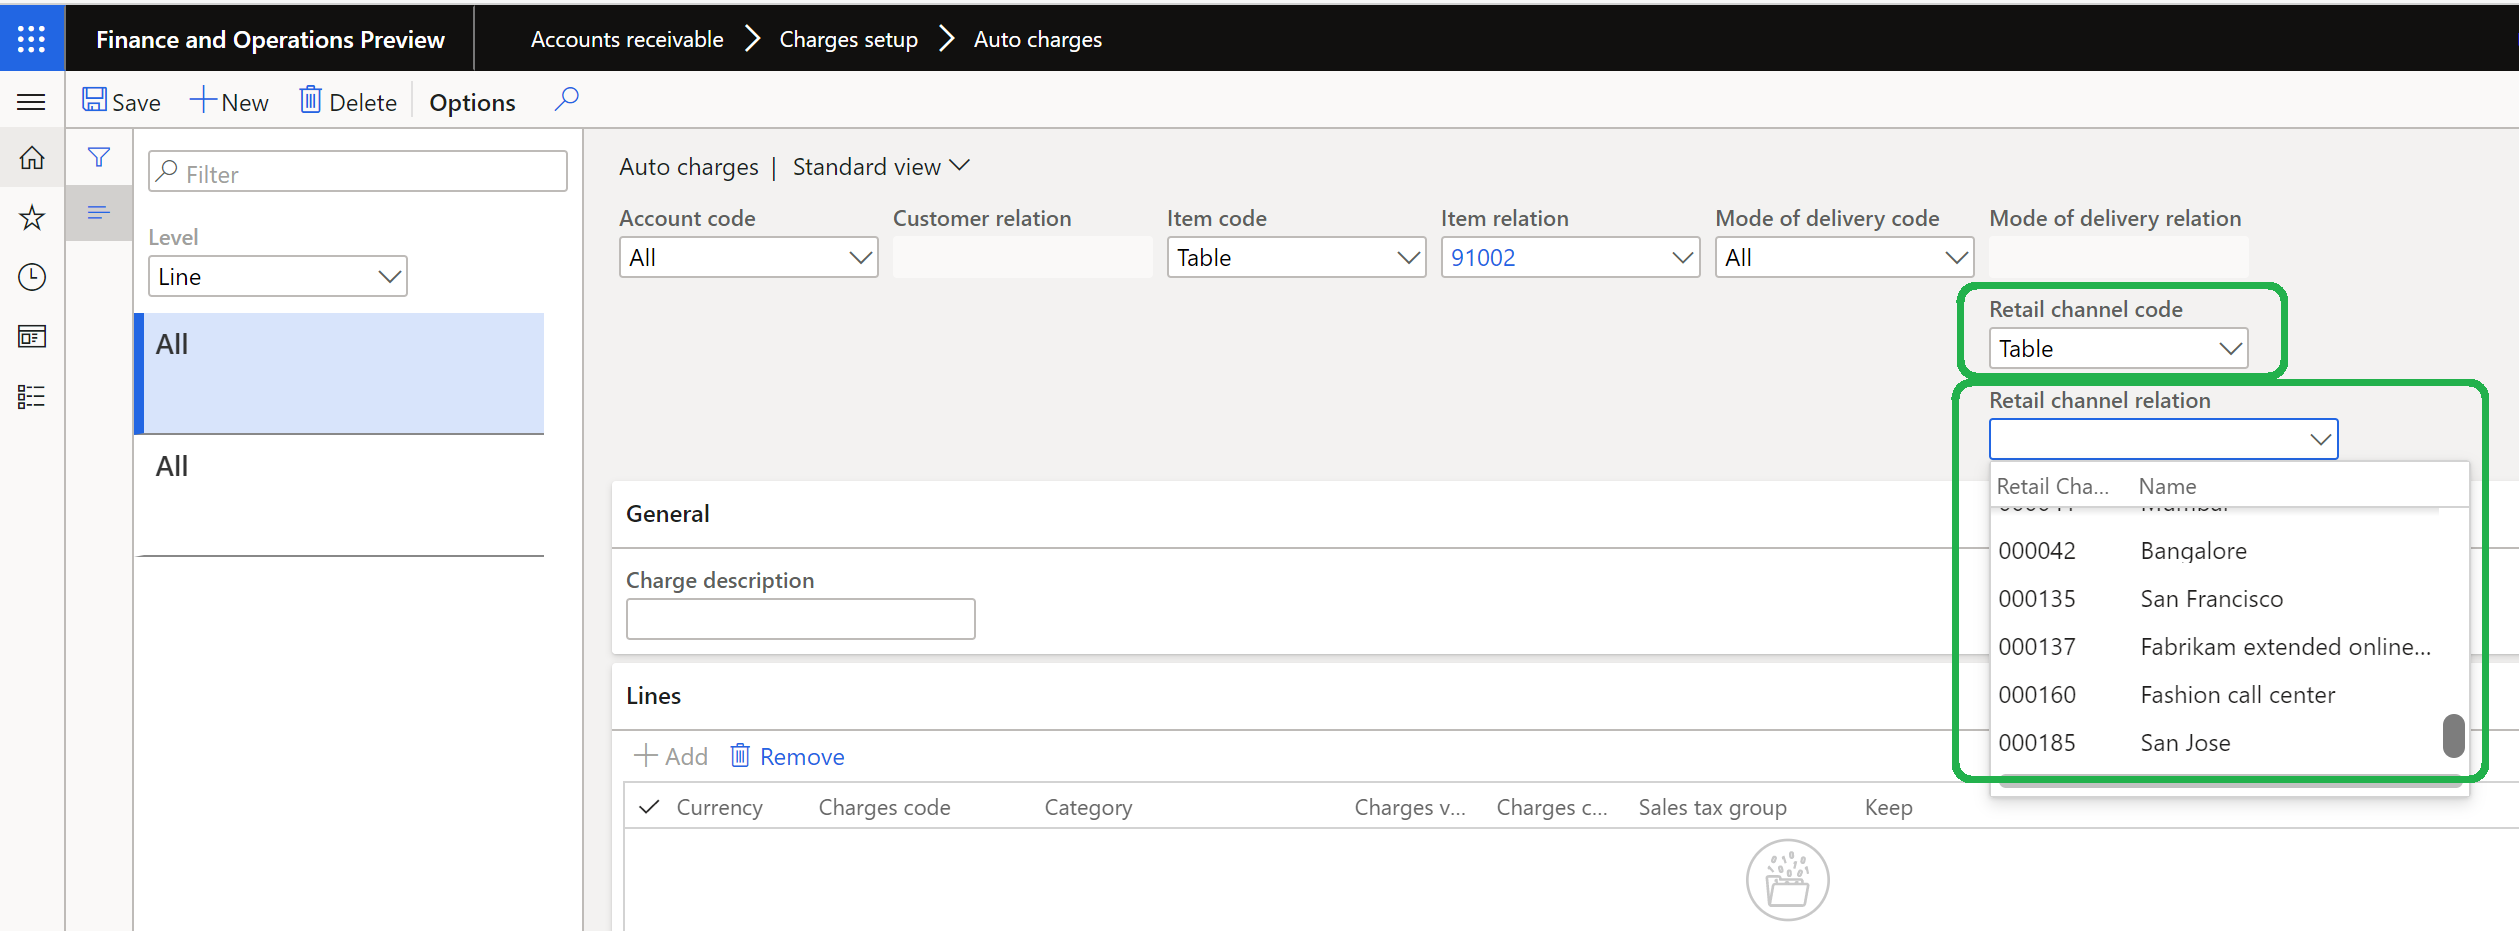 Finance and Operations Preview
Accounts receivable > Charges setup > Auto charges
Save New Delete Options
Filter
Level
Line
All
All
Auto charges | Standard view
Account code Customer relation Item code Item relation Mode of delivery code Mode of delivery relation
All Table 91002 All
Retail channel code
Table
Retail channel relation
Retail Cha... Name
000042 Bangalore
000135 San Francisco
000137 Fabrikam extended online...
000160 Fashion call center
000185 San Jose
General
Charge description
Lines
Add Remove
Currency Charges code Category Charges v... Charges c... Sales tax group Keep